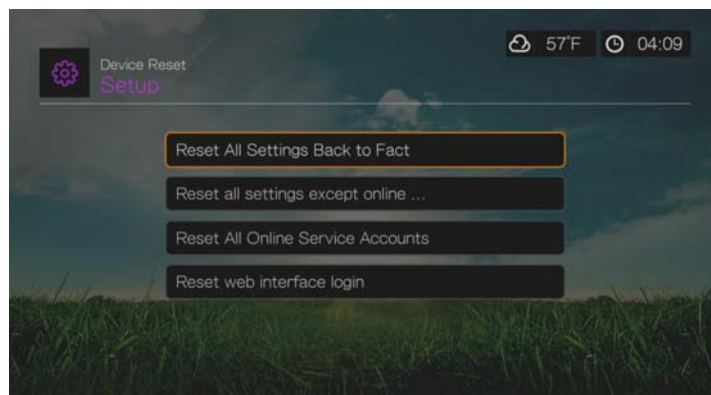 57°F 04:09
Device Reset
Setup
Reset All Settings Back to Fact
Reset all settings except online ...
Reset All Online Service Accounts
Reset web interface login